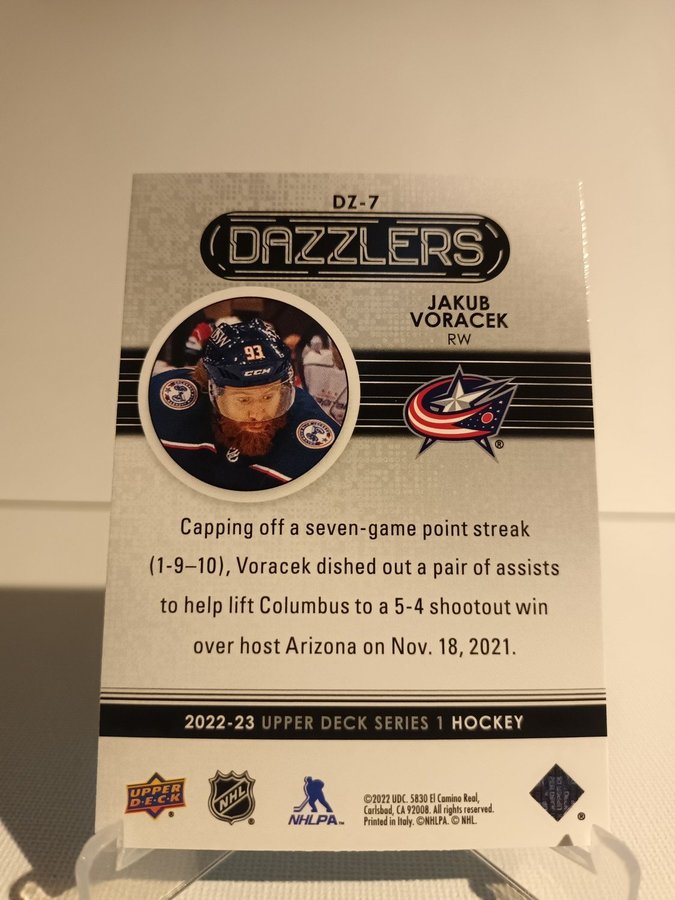 DZ-7
DAZZLERS
JAKUB
VORACEK
RW
93
CCM
Capping off a seven-game point streak
(1-9–10), Voracek dished out a pair of assists
to help lift Columbus to a 5-4 shootout win
over host Arizona on Nov. 18, 2021.
2022-23 UPPER DECK SERIES 1 HOCKEY
UPPER
D·E·C·K
NHL
NHLPA
©2022 UDC. 5830 El Camino Real,
Carlsbad, CA 92008. All rights reserved.
Printed in Italy. ©NHLPA. © NHL.